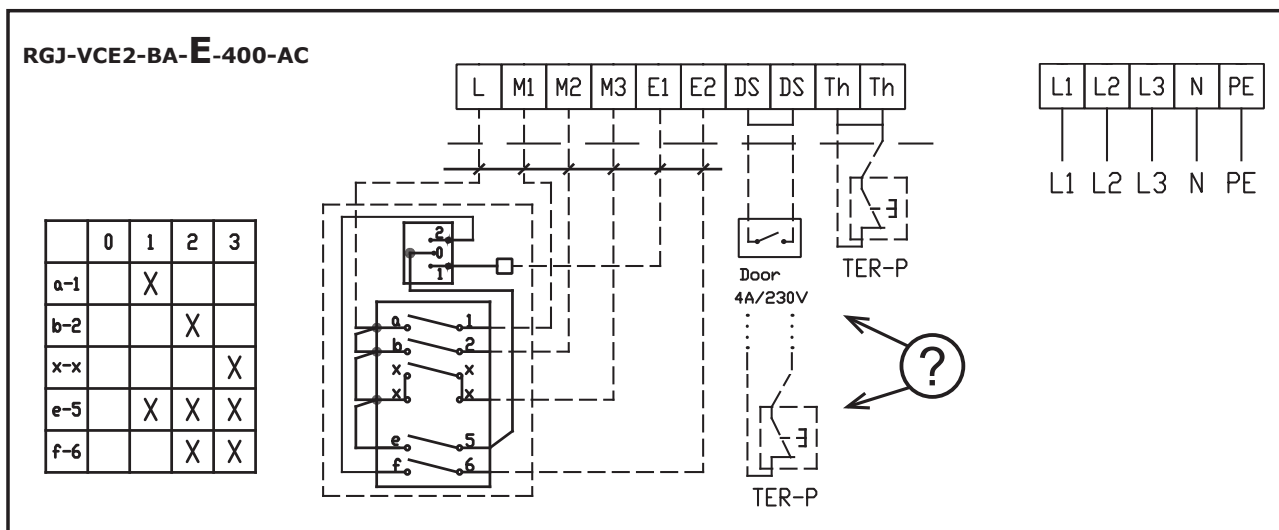 RGJ-VCE2-BA-E-400-AC
L M1 M2 M3 E1 E2 DS DS Th Th
L1 L2 L3 N PE
L1 L2 L3 N PE
0 1 2 3
a-1 X
b-2 X
x-x X
e-5 X X X
f-6 X X
2
0
1
a 1
b 2
x x
x x
e 5
f 6
Door
4A/230V
TER-P
?
TER-P